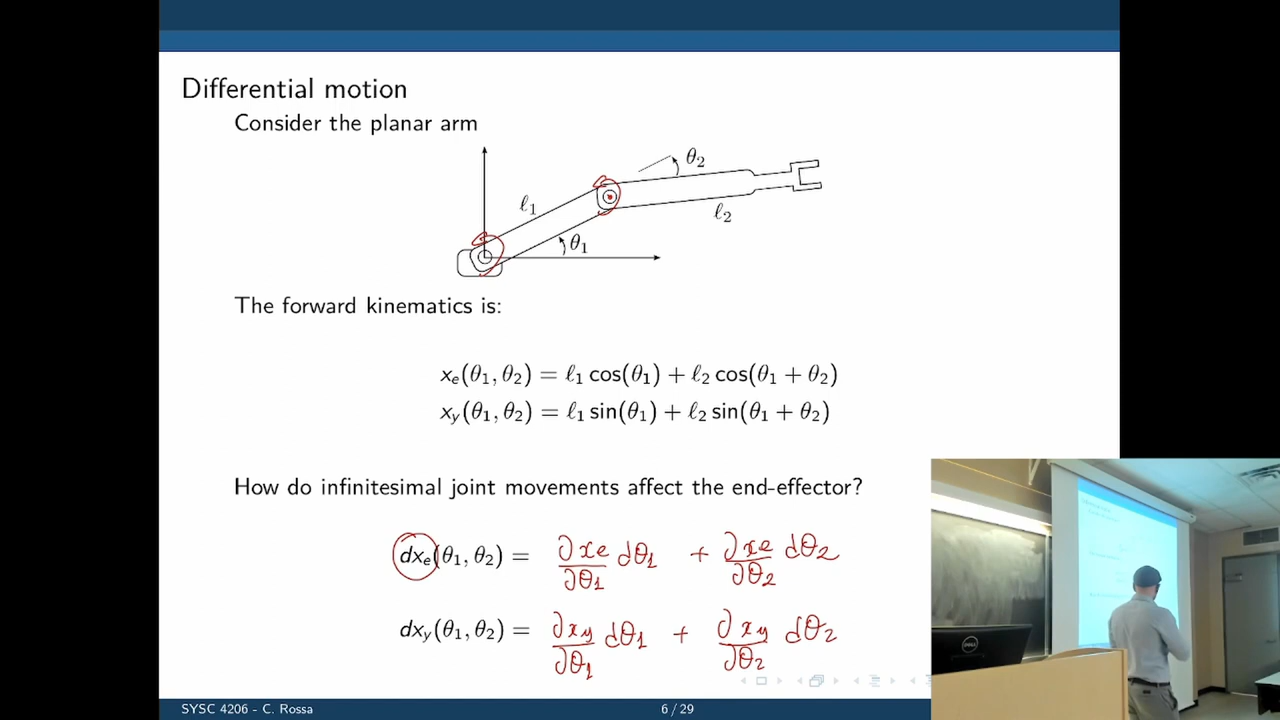 Differential motion
Consider the planar arm
θ₂
ℓ₁
ℓ₂
θ₁
The forward kinematics is:
xₑ(θ₁, θ₂) = ℓ₁ cos(θ₁) + ℓ₂ cos(θ₁ + θ₂)
x_y(θ₁, θ₂) = ℓ₁ sin(θ₁) + ℓ₂ sin(θ₁ + θ₂)
How do infinitesimal joint movements affect the end-effector?
dxₑ(θ₁, θ₂) = ∂xe/∂θ₁ dθ₁ + ∂xe/∂θ₂ dθ₂
dx_y(θ₁, θ₂) = ∂xy/∂θ₁ dθ₁ + ∂xy/∂θ₂ dθ₂
SYSC 4206 - C. Rossa
6 / 29
DELL